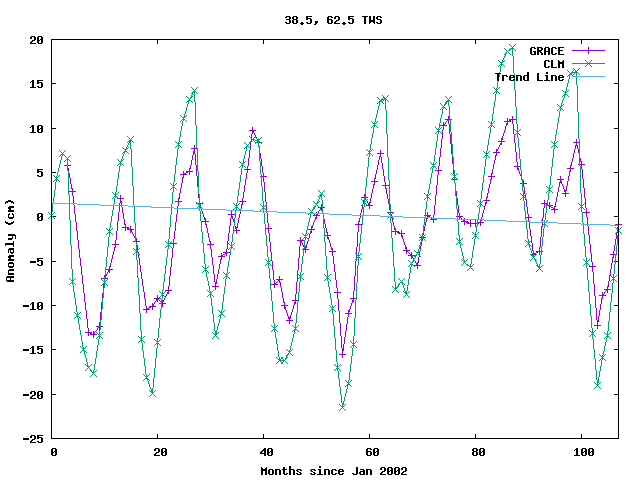 38.5, 62.5 TWS
GRACE
CLM
Trend Line
20
15
10
5
0
-5
-10
-15
-20
-25
Anomaly (cm)
0 20 40 60 80 100
Months since Jan 2002